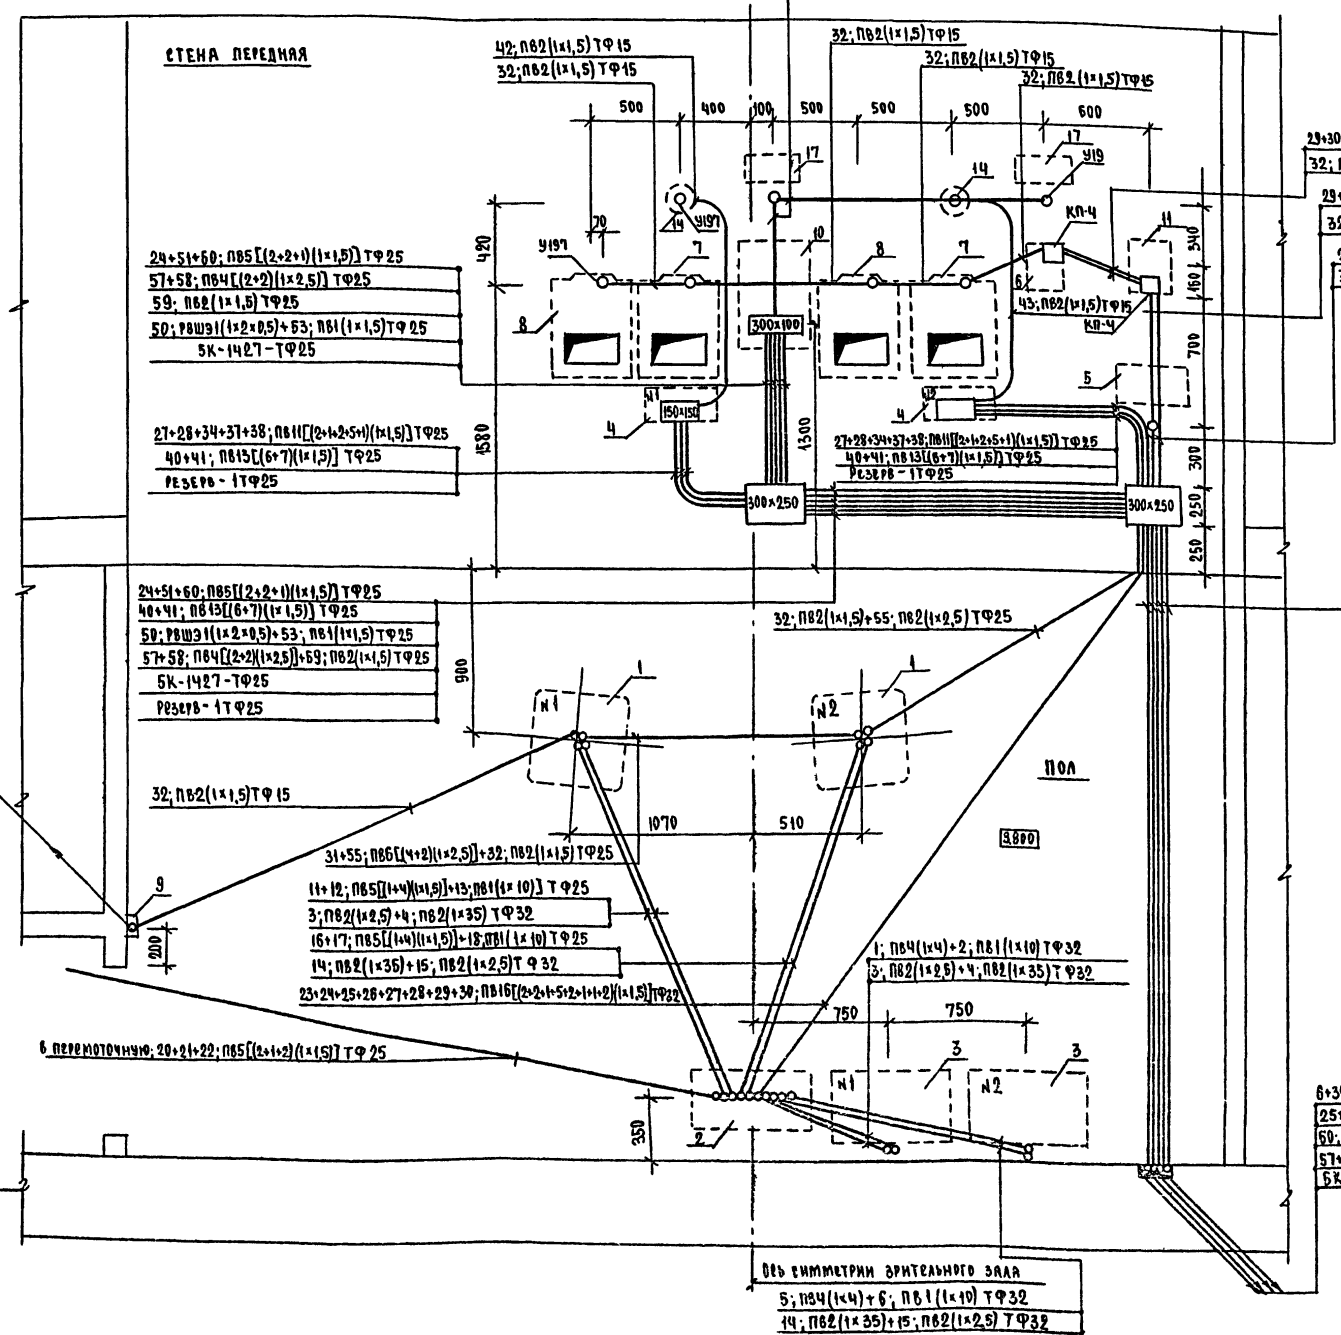 СТЕНА ПЕРЕДНЯЯ
42; ПВ2(1×1,5) ТФ15
32; ПВ2(1×1,5) ТФ15
32; ПВ2(1×1,5) ТФ15
32; ПВ2(1×1,5) ТФ15
32; ПВ2(1×1,5) ТФ15
500 400 100 500 500 500 600
17
17
У19
14
14
У197
КП-4
11
29+30
32;
340
420
70
У197
7
10
8
7
6
160
8
24+51+60; ПВ5[(2+2+1)(1×1,5)] ТФ25
57+58; ПВ4[(2+2)(1×2,5)] ТФ25
59; ПВ2(1×1,5) ТФ25
50; РВШЭ1(1×2×0,5)+53; ПВ1(1×1,5) ТФ25
5К-1427-ТФ25
43; ПВ2(1×1,5) ТФ15
КП-4
300×100
700
5
N1
150×150
4
4
1580
1300
27+28+34+37+38; ПВ11[(2+1+2+5+1)(1×1,5)] ТФ25
40+41; ПВ13[(6+7)(1×1,5)] ТФ25
РЕЗЕРВ - 1ТФ25
27+28+34+37+38; ПВ11[(2+1+2+5+1)(1×1,5)] ТФ25
40+41; ПВ13[(6+7)(1×1,5)] ТФ25
РЕЗЕРВ - 1ТФ25
300
300×250
300×250
250
250
24+51+60; ПВ5[(2+2+1)(1×1,5)] ТФ25
40+41; ПВ13[(6+7)(1×1,5)] ТФ25
50; РВШЭ1(1×2×0,5)+53; ПВ1(1×1,5) ТФ25
57+58; ПВ4[(2+2)(1×2,5)]+59; ПВ2(1×1,5) ТФ25
5К-1427-ТФ25
РЕЗЕРВ - 1ТФ25
32; ПВ2(1×1,5)+55; ПВ2(1×2,5) ТФ25
900
1
1
N1
N2
ПОЛ
32; ПВ2(1×1,5) ТФ15
1070
510
3.800
31+55; ПВ6[(4+2)(1×2,5)]+32; ПВ2(1×1,5) ТФ25
11+12; ПВ5[(1+4)(1×1,5)]+13; ПВ1(1×10)] ТФ25
3; ПВ2(1×2,5)+4; ПВ2(1×35) ТФ32
16+17; ПВ5[(1+4)(1×1,5)]+18; ПВ1(1×10) ТФ25
14; ПВ2(1×35)+15; ПВ2(1×2,5) ТФ32
23+24+25+26+27+28+29+30; ПВ16[(2+2+1+5+2+1+1+2)(1×1,5)] ТФ32
9
200
1; ПВ4(1×4)+2; ПВ1(1×10) ТФ32
3; ПВ2(1×2,5)+4; ПВ2(1×35) ТФ32
750
750
В ПЕРЕМОТОЧНУЮ; 20+21+22; ПВ5[(2+1+2)(1×1,5)] ТФ25
3
3
N1
N2
350
2
60;
5К
ОСЬ СИММЕТРИИ ЗРИТЕЛЬНОГО ЗАЛА
5; ПВ4(1×4)+6; ПВ1(1×10) ТФ32
14; ПВ2(1×35)+15; ПВ2(1×2,5) ТФ32